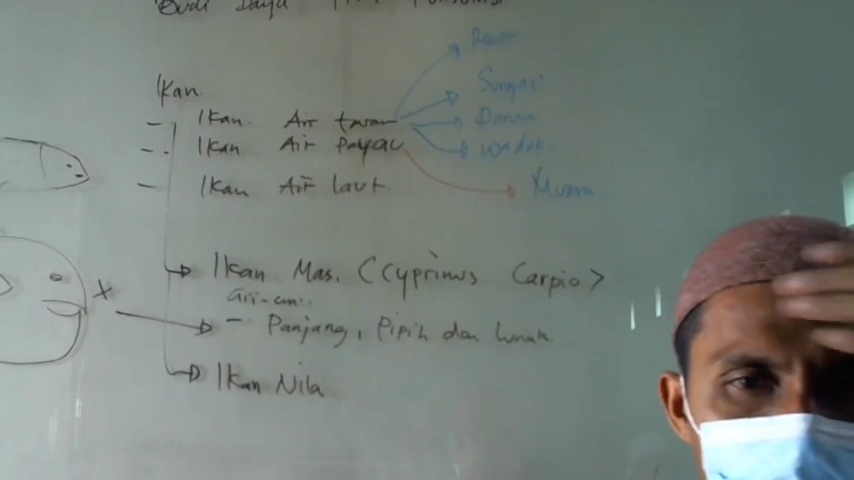 Budi Daya Ikan Konsumsi
Ikan.
- Ikan Air tawar
Rawa
Sungai
Danau
Waduk
- Ikan Air Payau
Muara
- Ikan Air laut.
Ikan Mas. (Cyprinus Carpio>
Ciri-ciri:
- Panjang, Pipih dan Lunak
Ikan Nila